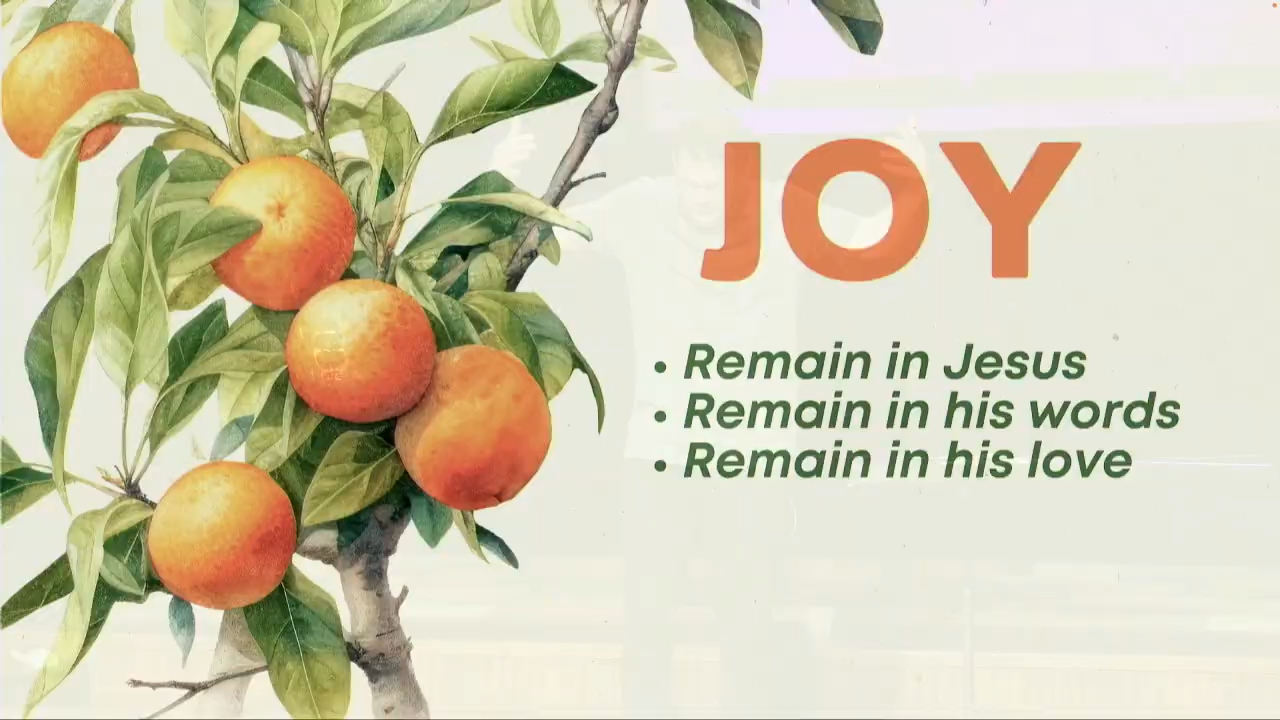 JOY
• Remain in Jesus
• Remain in his words
• Remain in his love